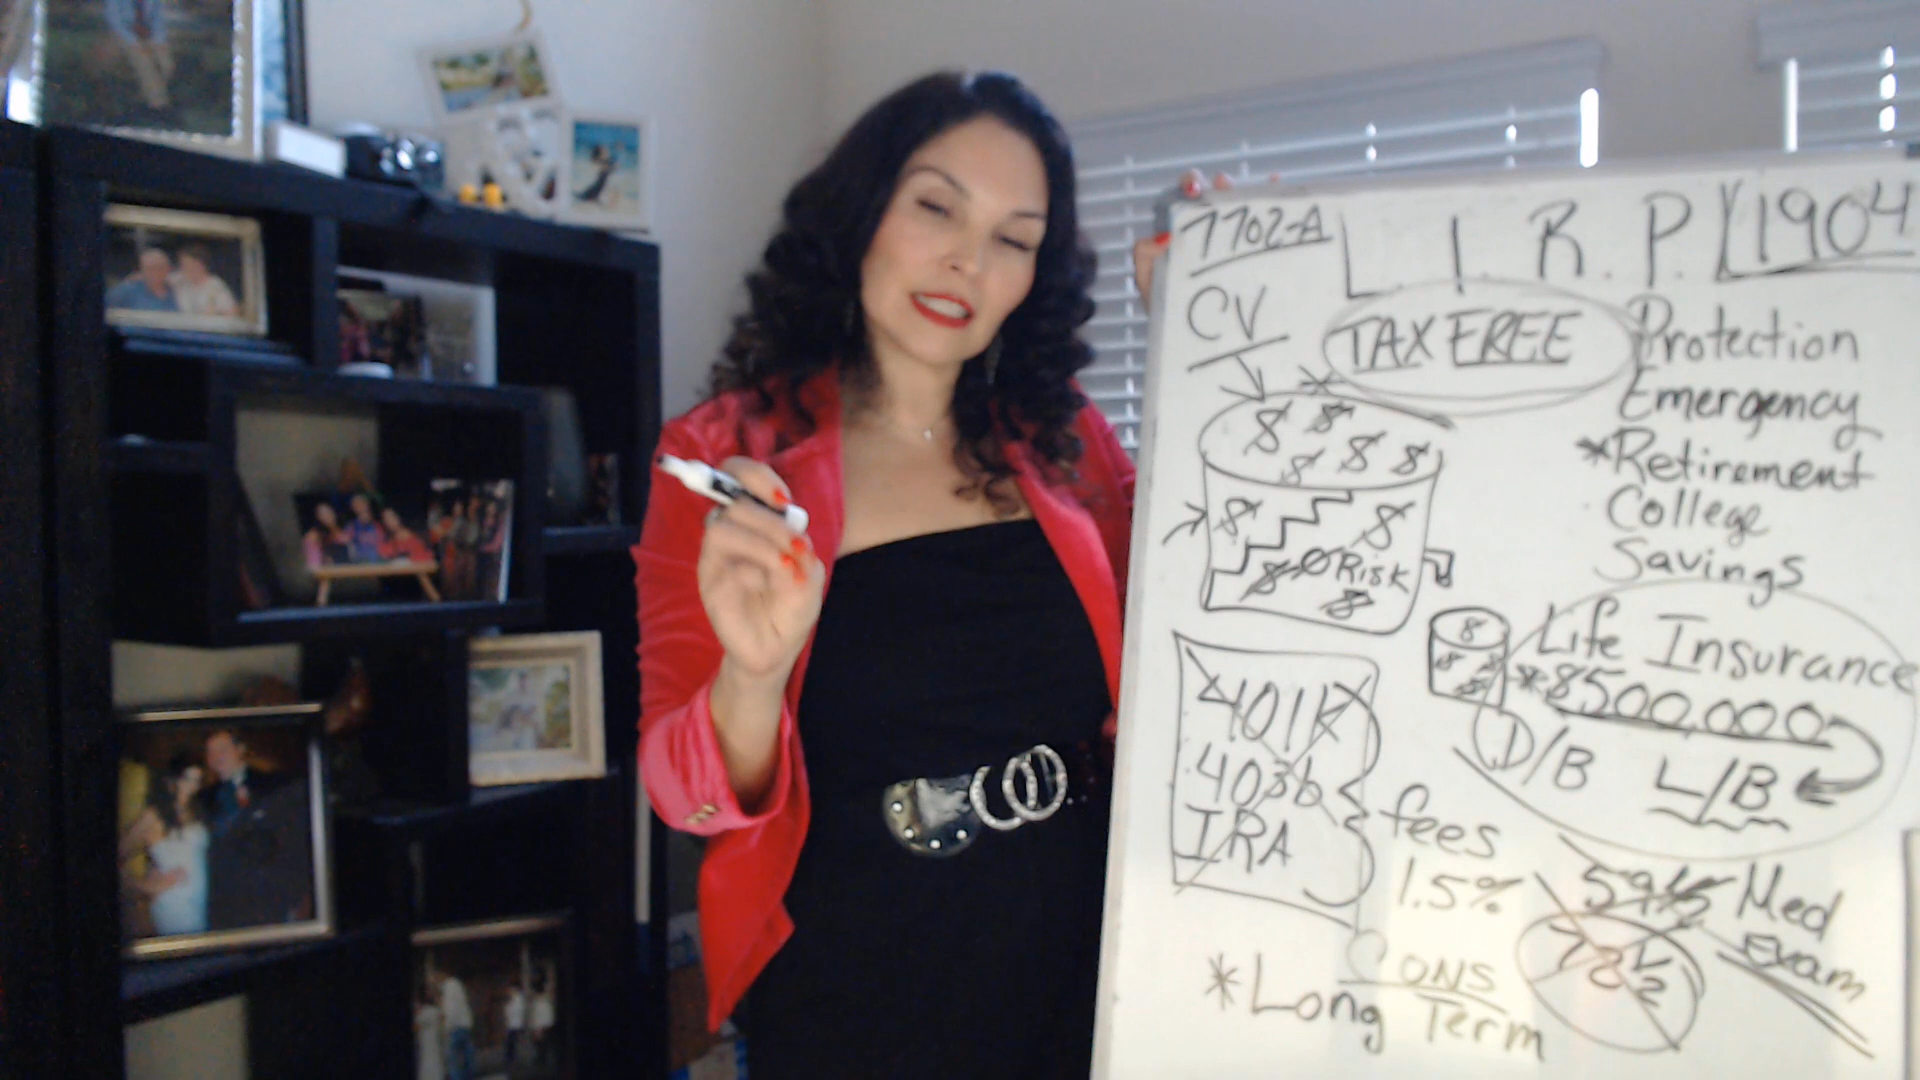 7702-A L. I. R. P. 1904
CV
TAX FREE
Protection
Emergency
*Retirement
College
Savings
$ $ $ $ $
$ $
$ Ø Risk
$
401K
403b
IRA
fees
1.5%
$
$ $
$
Life Insurance
*$500,000
D/B L/B
59 1/2
72 1/2
Med
Exam
CONS
*Long Term